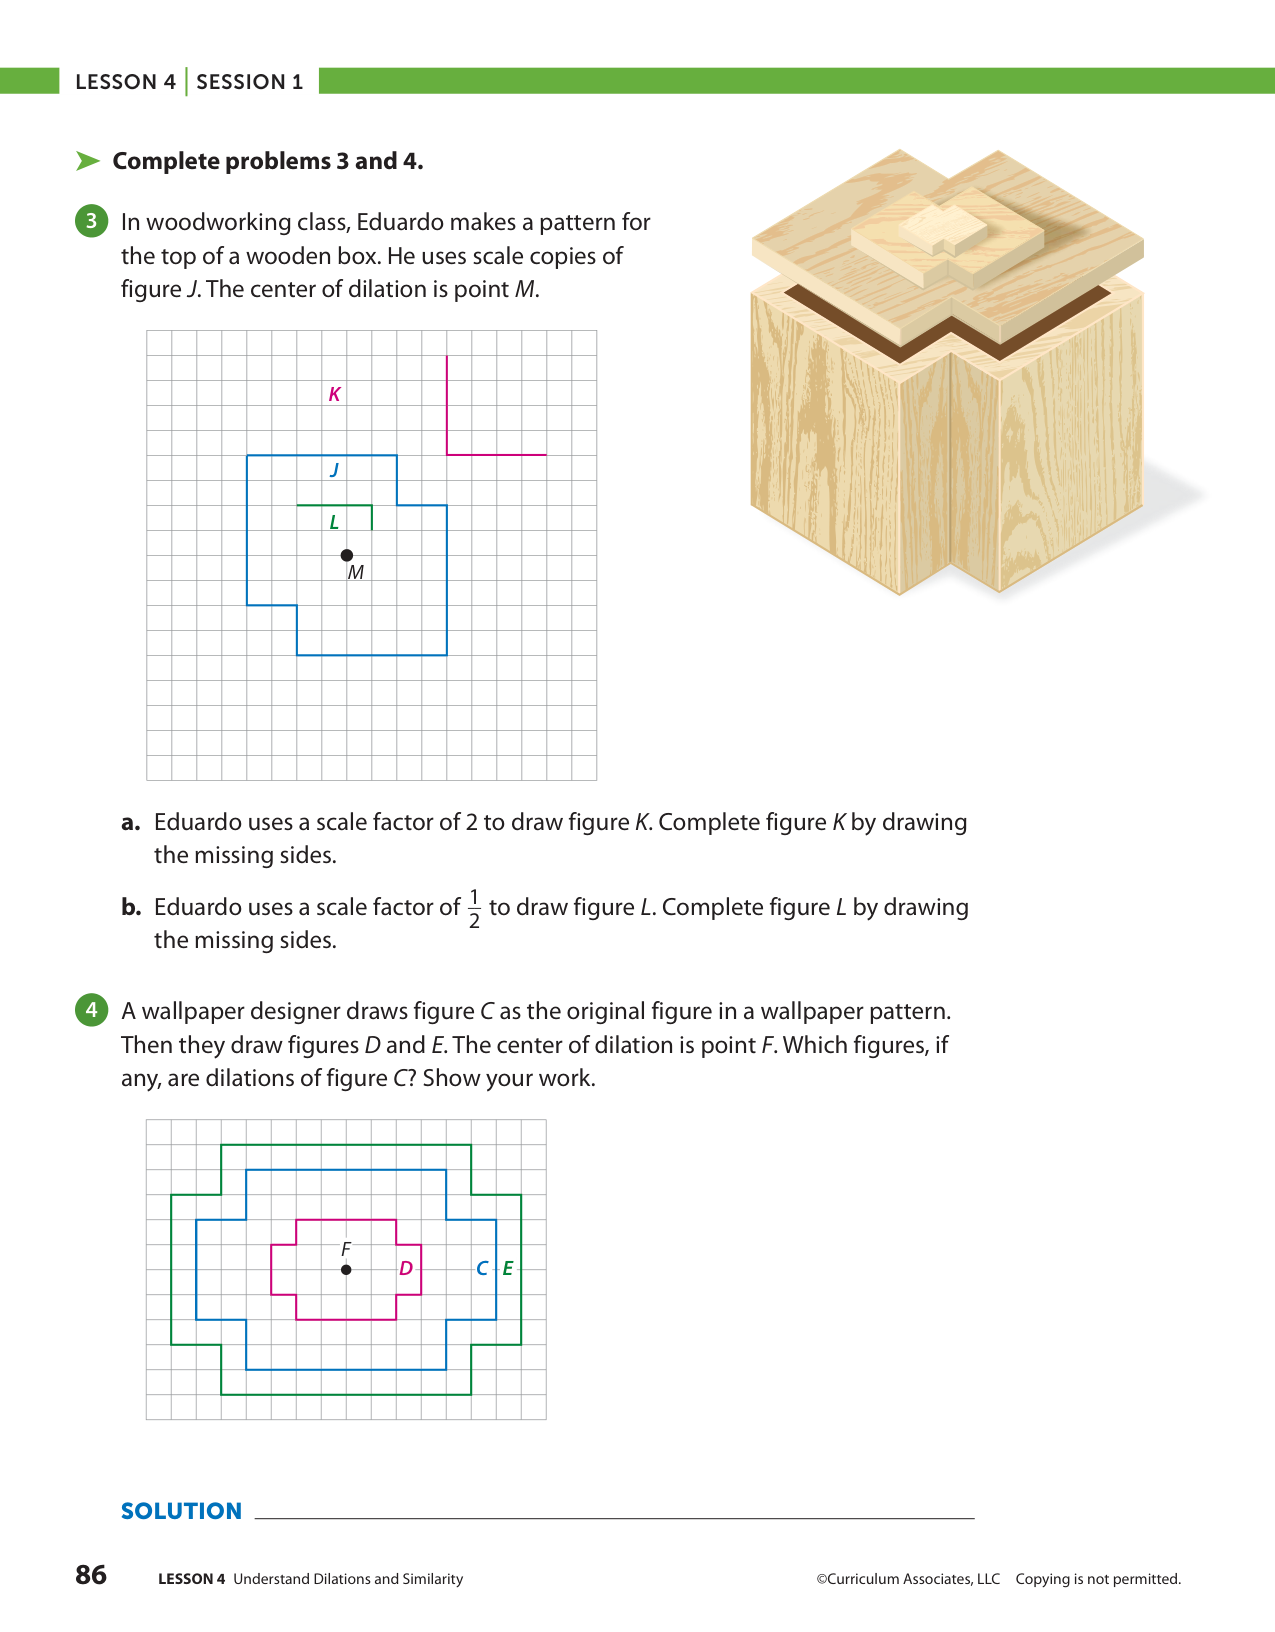 LESSON 4 | SESSION 1
➤ Complete problems 3 and 4.
3 In woodworking class, Eduardo makes a pattern for
the top of a wooden box. He uses scale copies of
figure J. The center of dilation is point M.
K
J
L
M
a. Eduardo uses a scale factor of 2 to draw figure K. Complete figure K by drawing
the missing sides.
b. Eduardo uses a scale factor of 1/2 to draw figure L. Complete figure L by drawing
the missing sides.
4 A wallpaper designer draws figure C as the original figure in a wallpaper pattern.
Then they draw figures D and E. The center of dilation is point F. Which figures, if
any, are dilations of figure C? Show your work.
F
D C E
SOLUTION
86 LESSON 4 Understand Dilations and Similarity ©Curriculum Associates, LLC Copying is not permitted.